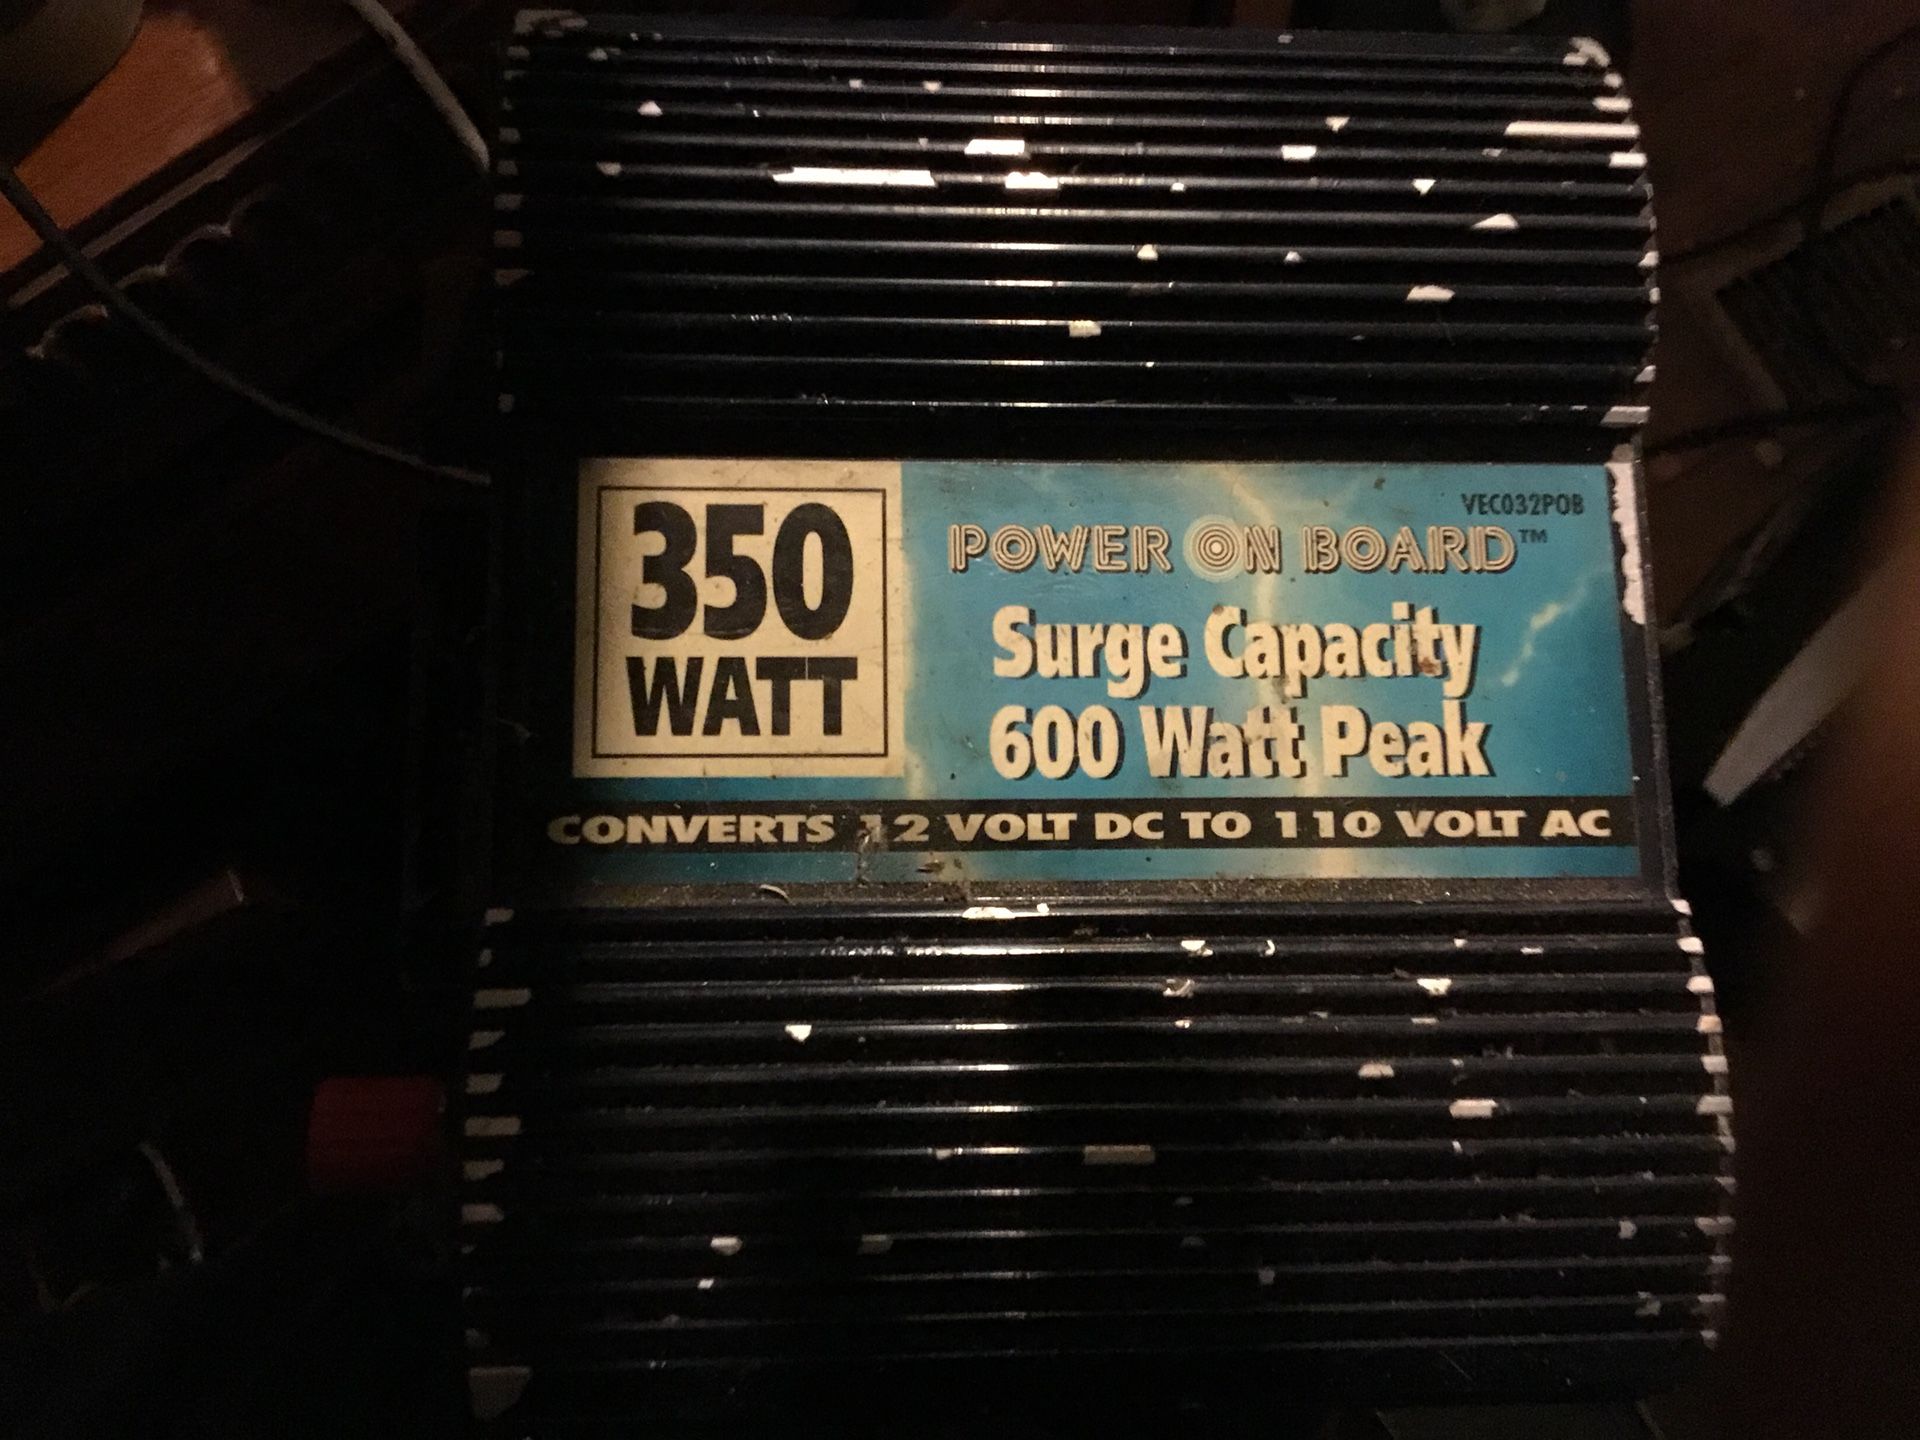 350
WATT
VEC032POB
POWER ON BOARD™
Surge Capacity
600 Watt Peak
CONVERTS 12 VOLT DC TO 110 VOLT AC